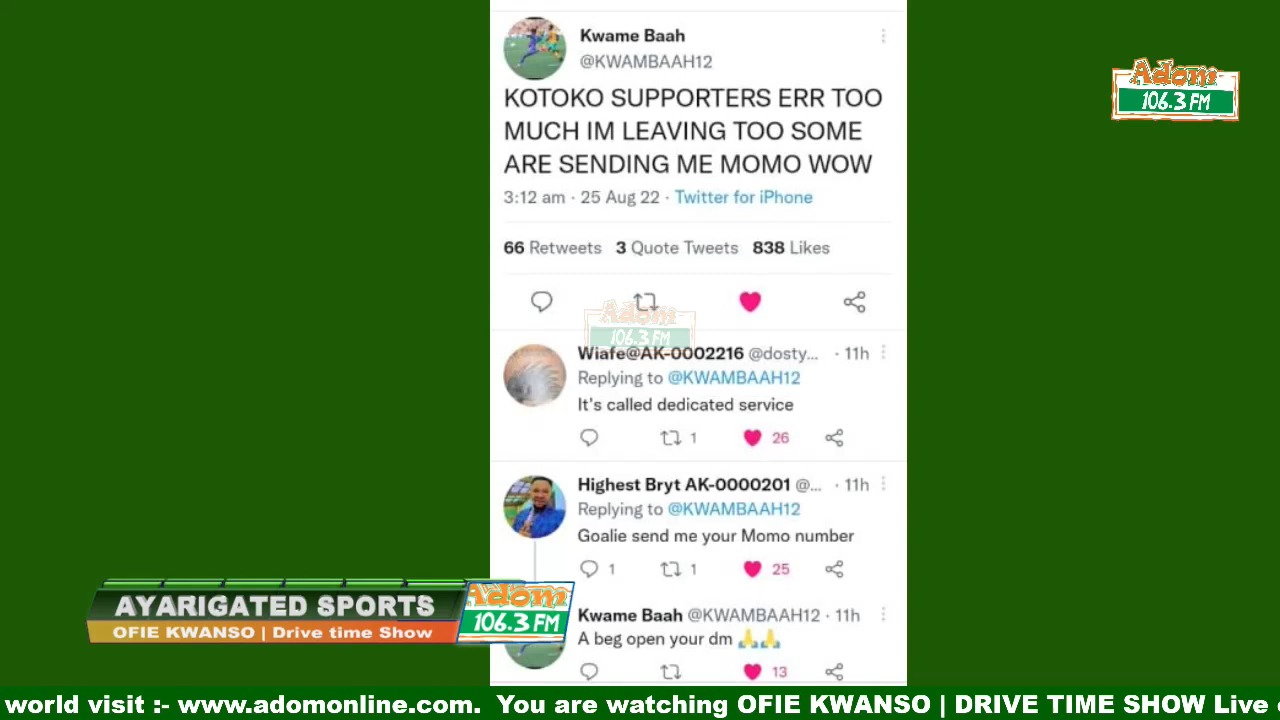 Kwame Baah
@KWAMBAAH12
KOTOKO SUPPORTERS ERR TOO
MUCH IM LEAVING TOO SOME
ARE SENDING ME MOMO WOW
3:12 am · 25 Aug 22 · Twitter for iPhone
66 Retweets 3 Quote Tweets 838 Likes
Adom
106.3 FM
Adom
106.3 FM
Wiafe@AK-0002216 @dosty... · 11h
Replying to @KWAMBAAH12
It's called dedicated service
1 26
Highest Bryt AK-0000201 @... · 11h
Replying to @KWAMBAAH12
Goalie send me your Momo number
1 1 25
Kwame Baah @KWAMBAAH12 · 11h
A beg open your dm 🙏🙏
13
AYARIGATED SPORTS
OFIE KWANSO | Drive time Show
Adom
106.3 FM
world visit :- www.adomonline.com. You are watching OFIE KWANSO | DRIVE TIME SHOW Live